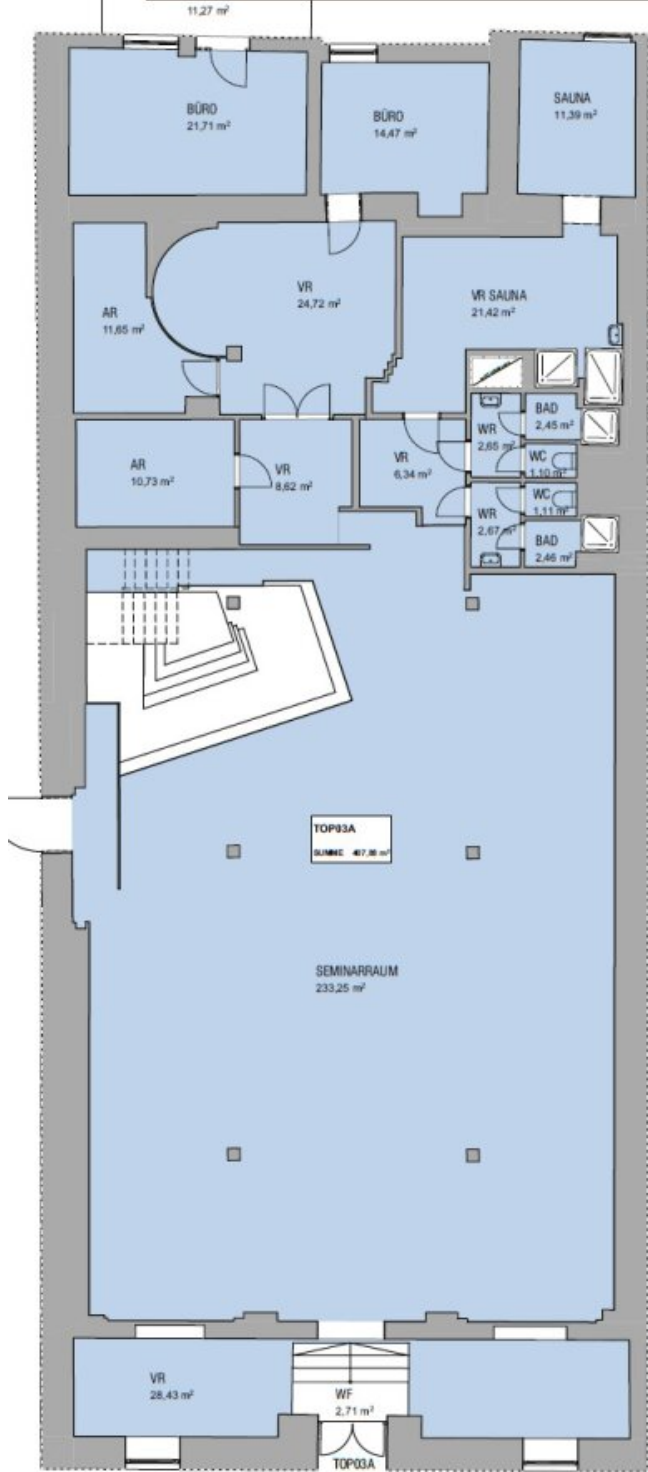 11,27 m²
BÜRO
21,71 m²
BÜRO
14,47 m²
SAUNA
11,39 m²
AR
11,65 m²
VR
24,72 m²
VR SAUNA
21,42 m²
AR
10,73 m²
VR
8,62 m²
VR
6,34 m²
WR
2,65 m²
BAD
2,45 m²
WC
1,10 m²
WR
2,67 m²
WC
1,11 m²
BAD
2,46 m²
TOP03A
SUMME 407,88 m²
SEMINARRAUM
233,25 m²
VR
28,43 m²
WF
2,71 m²
TOP03A